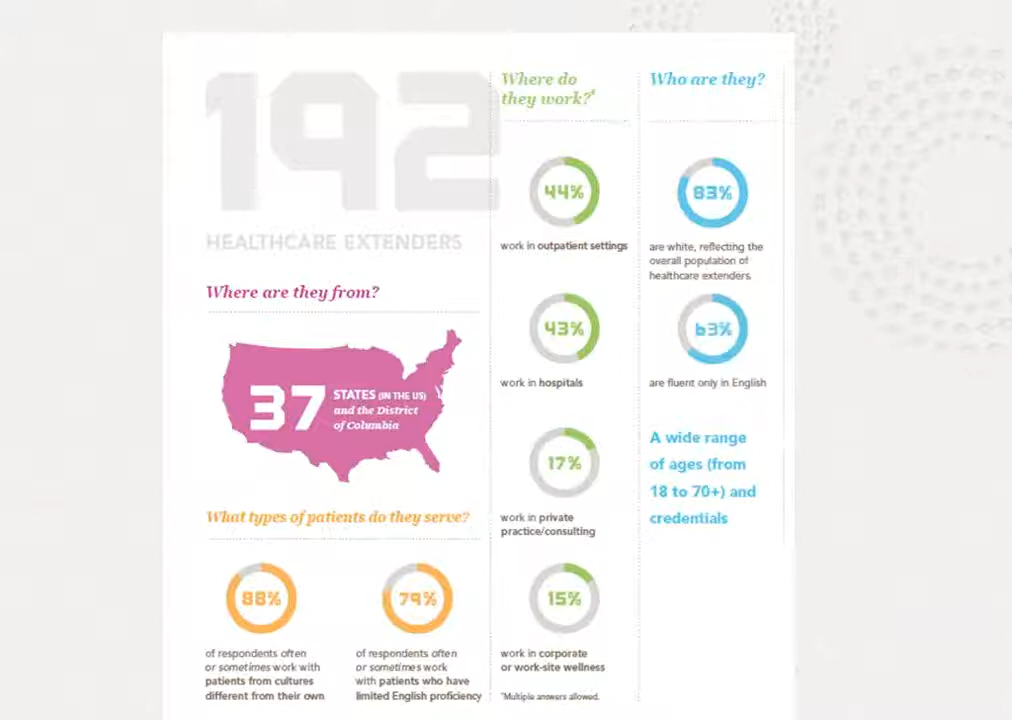 192
HEALTHCARE EXTENDERS
Where are they from?
37
STATES (IN THE US)
and the District
of Columbia
What types of patients do they serve?
88%
of respondents often
or sometimes work with
patients from cultures
different from their own
79%
of respondents often
or sometimes work
with patients who have
limited English proficiency
Where do
they work?*
44%
work in outpatient settings
43%
work in hospitals
17%
work in private
practice/consulting
15%
work in corporate
or work-site wellness
*Multiple answers allowed.
Who are they?
83%
are white, reflecting the
overall population of
healthcare extenders
63%
are fluent only in English
A wide range
of ages (from
18 to 70+) and
credentials